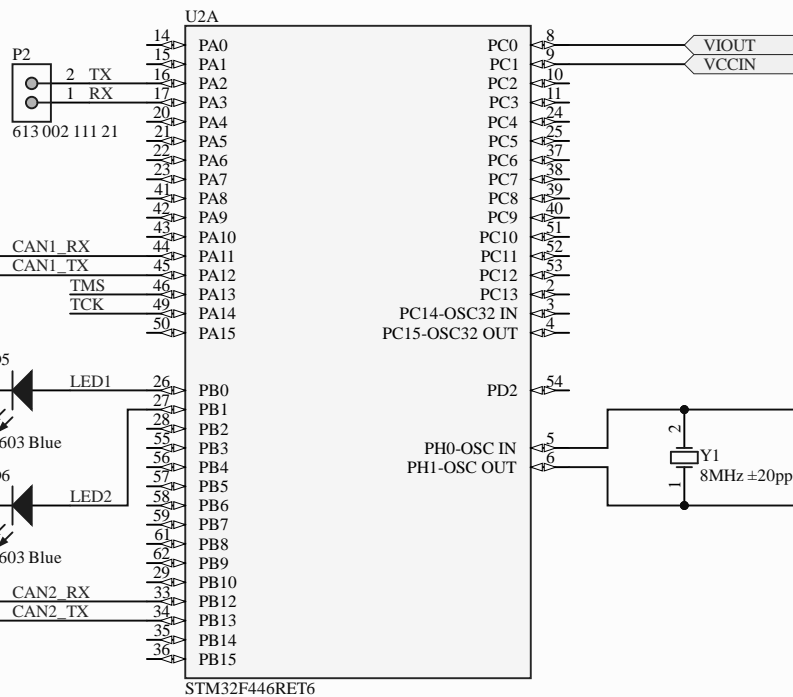 U2A
P2
2 TX
1 RX
613 002 111 21
14 PA0
15 PA1
16 PA2
17 PA3
20 PA4
21 PA5
22 PA6
23 PA7
41 PA8
42 PA9
43 PA10
CAN1_RX 44 PA11
CAN1_TX 45 PA12
TMS 46 PA13
TCK 49 PA14
50 PA15
LED1 26 PB0
27 PB1
28 PB2
55 PB3
56 PB4
57 PB5
LED2 58 PB6
59 PB7
61 PB8
62 PB9
29 PB10
CAN2_RX 33 PB12
CAN2_TX 34 PB13
35 PB14
36 PB15
5
603 Blue
6
603 Blue
PC0 8 VIOUT
PC1 9 VCCIN
PC2 10
PC3 11
PC4 24
PC5 25
PC6 37
PC7 38
PC8 39
PC9 40
PC10 51
PC11 52
PC12 53
PC13 2
PC14-OSC32 IN 3
PC15-OSC32 OUT 4
PD2 54
PH0-OSC IN 5
PH1-OSC OUT 6
2
Y1
1
8MHz ±20pp
STM32F446RET6